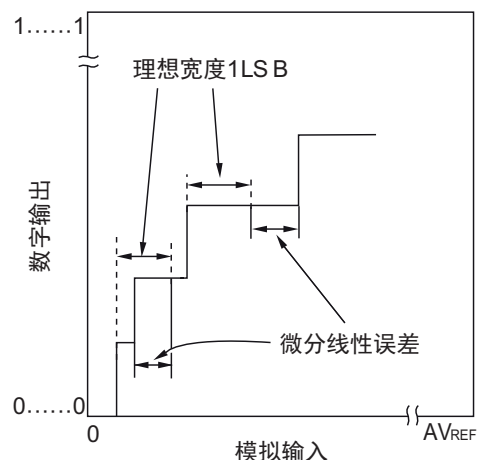 1......1
理想宽度1LSB
数字输出
微分线性误差
0......0
0
AVREF
模拟输入